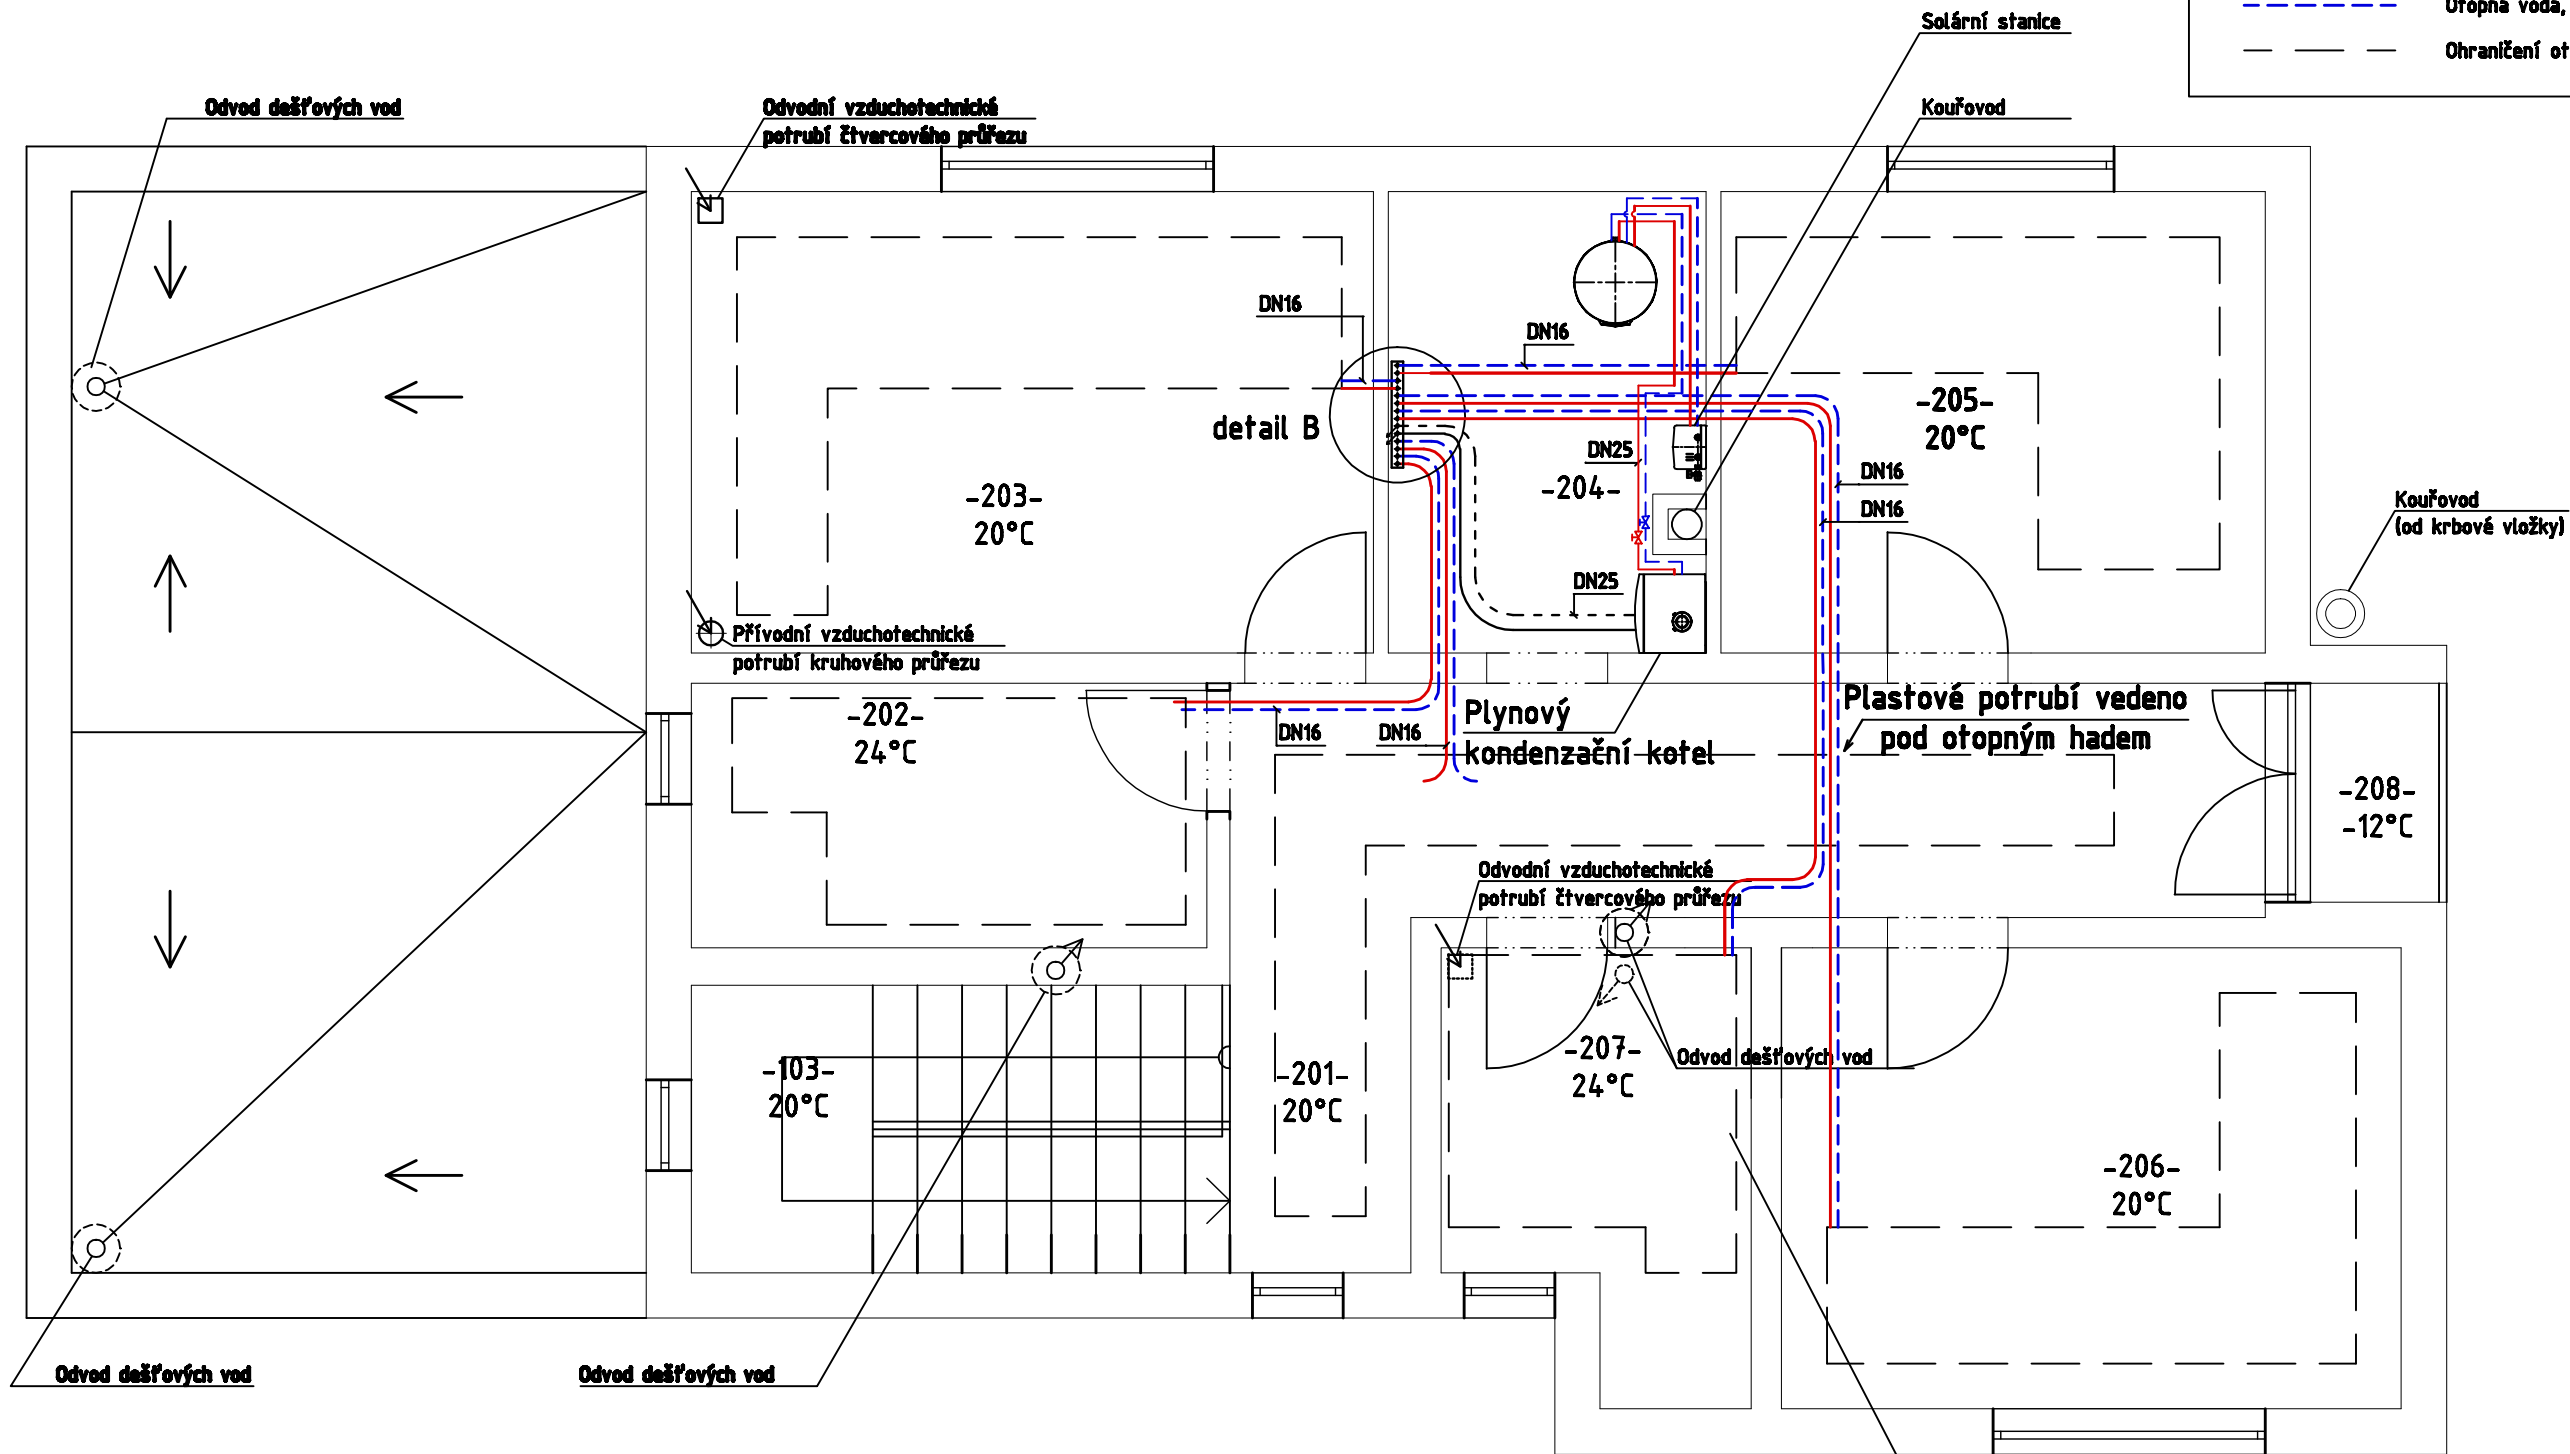 Otopná voda,
Solární stanice
Ohraničení ot
Odvod dešťových vod
Odvodní vzduchotechnické
potrubí čtvercového průřezu
Kouřovod
DN16
DN16
detail B
-205-
20°C
DN25
-204-
DN16
DN16
-203-
20°C
Kouřovod
(od krbové vložky)
DN25
Přívodní vzduchotechnické
potrubí kruhového průřezu
-202-
24°C
DN16
DN16
Plynový
kondenzační kotel
Plastové potrubí vedeno
pod otopným hadem
-208-
-12°C
Odvodní vzduchotechnické
potrubí čtvercového průřezu
-103-
20°C
-201-
20°C
-207-
24°C
Odvod dešťových vod
-206-
20°C
Odvod dešťových vod
Odvod dešťových vod